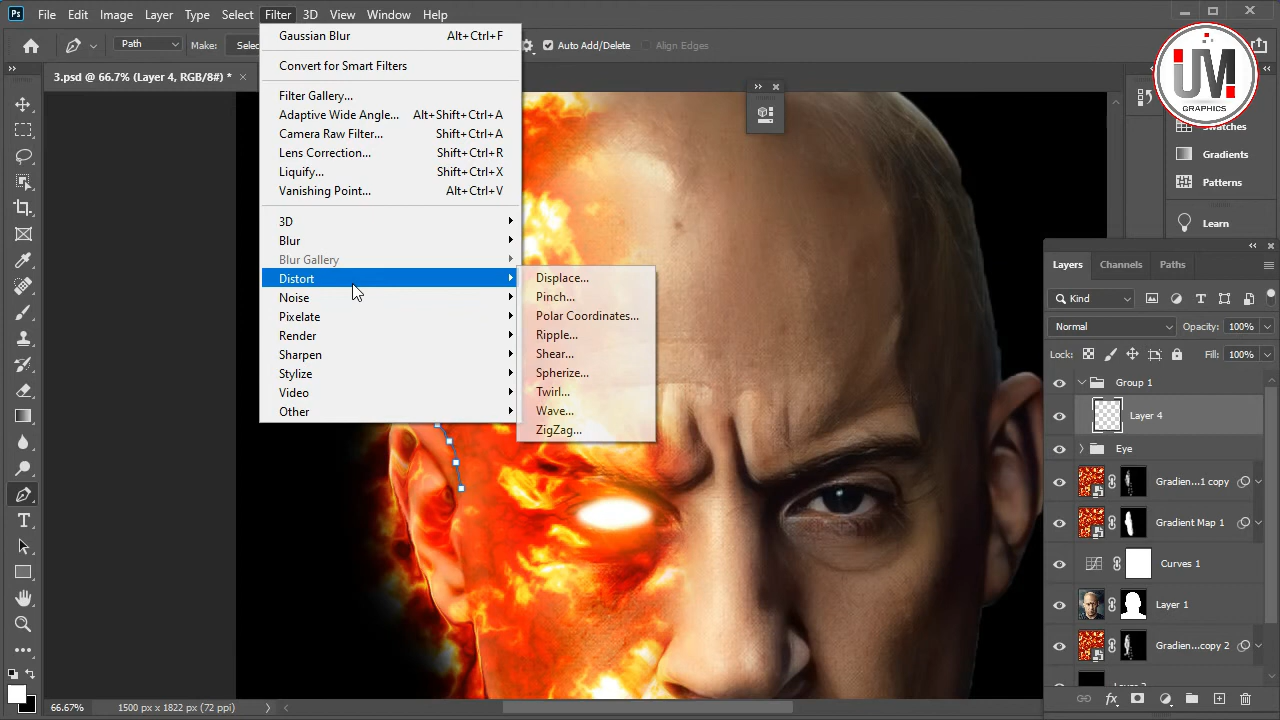 Ps File Edit Image Layer Type Select Filter 3D View Window Help
Path Make: Selec Auto Add/Delete Align Edges
3.psd @ 66.7% (Layer 4, RGB/8#) *
Gaussian Blur Alt+Ctrl+F
Convert for Smart Filters
Filter Gallery...
Adaptive Wide Angle... Alt+Shift+Ctrl+A
Camera Raw Filter... Shift+Ctrl+A
Lens Correction... Shift+Ctrl+R
Liquify... Shift+Ctrl+X
Vanishing Point... Alt+Ctrl+V
3D
Blur
Blur Gallery
Distort
Noise
Pixelate
Render
Sharpen
Stylize
Video
Other
Displace...
Pinch...
Polar Coordinates...
Ripple...
Shear...
Spherize...
Twirl...
Wave...
ZigZag...
UM
GRAPHICS
Swatches
Gradients
Patterns
Learn
Layers Channels Paths
Kind
Normal Opacity: 100%
Lock: Fill: 100%
Group 1
Layer 4
Eye
Gradien...1 copy
Gradient Map 1
Curves 1
Layer 1
Gradien...copy 2
66.67% 1500 px x 1822 px (72 ppi)